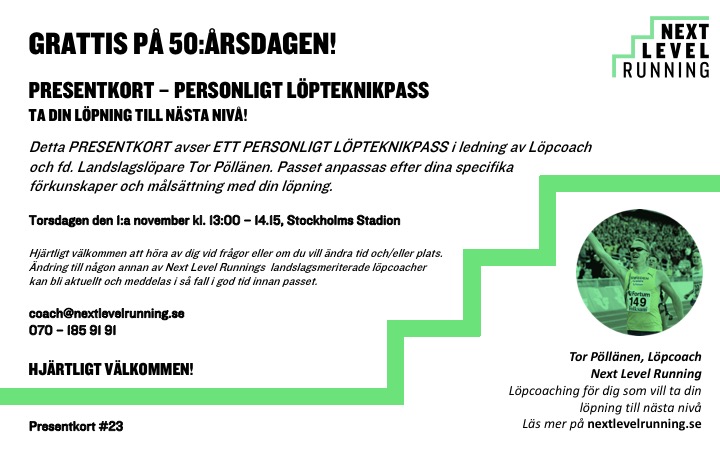 GRATTIS PÅ 50:ÅRSDAGEN!
NEXT
LEVEL
RUNNING
PRESENTKORT – PERSONLIGT LÖPTEKNIKPASS
TA DIN LÖPNING TILL NÄSTA NIVÅ!
Detta PRESENTKORT avser ETT PERSONLIGT LÖPTEKNIKPASS i ledning av Löpcoach
och fd. Landslagslöpare Tor Pöllänen. Passet anpassas efter dina specifika
förkunskaper och målsättning med din löpning.
Torsdagen den 1:a november kl. 13:00 – 14.15, Stockholms Stadion
Hjärtligt välkommen att höra av dig vid frågor eller om du vill ändra tid och/eller plats.
Ändring till någon annan av Next Level Runnings landslagsmeriterade löpcoacher
kan bli aktuellt och meddelas i så fall i god tid innan passet.
coach@nextlevelrunning.se
070 – 185 91 91
HJÄRTLIGT VÄLKOMMEN!
Presentkort #23
Fortum
149
Tor Pöllänen, Löpcoach
Next Level Running
Löpcoaching för dig som vill ta din
löpning till nästa nivå
Läs mer på nextlevelrunning.se